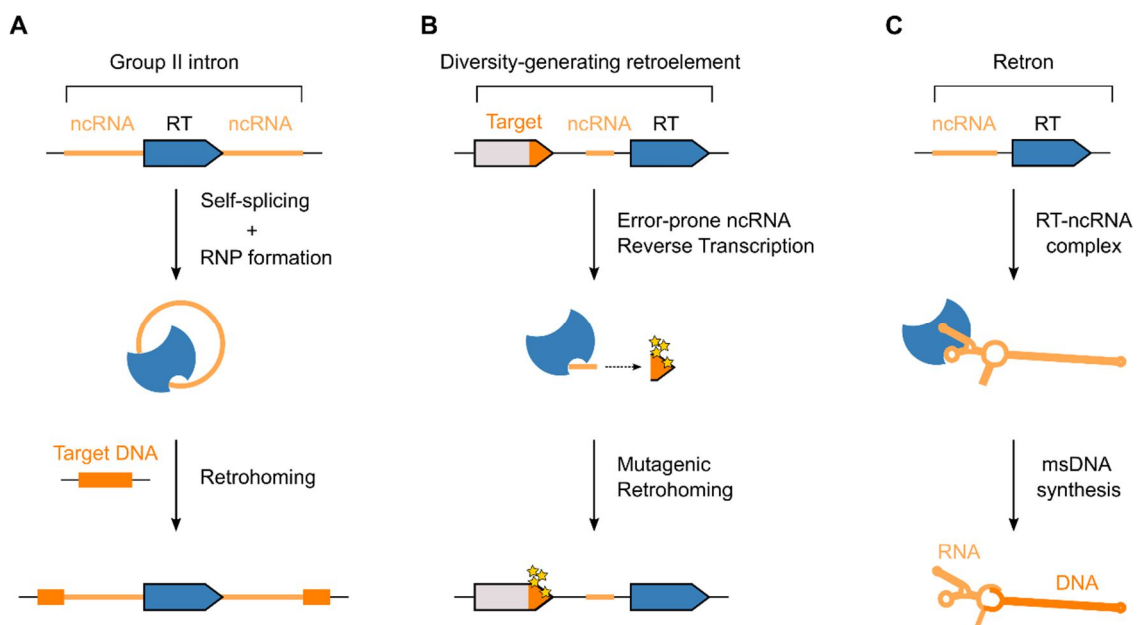 A
Group II intron
ncRNA RT ncRNA
Self-splicing
+
RNP formation
Target DNA
Retrohoming
B
Diversity-generating retroelement
Target ncRNA RT
Error-prone ncRNA
Reverse Transcription
Mutagenic
Retrohoming
C
Retron
ncRNA RT
RT-ncRNA
complex
msDNA
synthesis
RNA
DNA